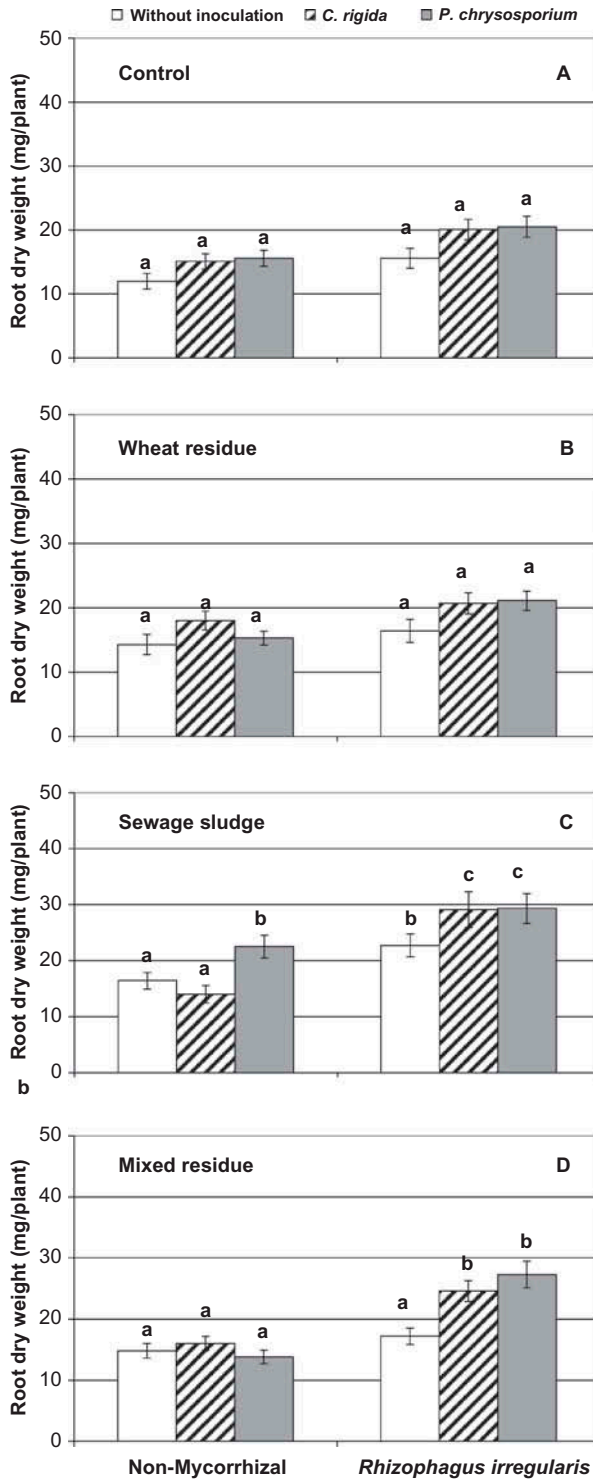 Without inoculation C. rigida P. chrysosporium
50
Control A
40
30
20
10
0
a a a a a a
Root dry weight (mg/plant)
50
Wheat residue B
40
30
20
10
0
a a a a a a
Root dry weight (mg/plant)
50
Sewage sludge C
40
30
20
10
0
a a b b c c
Root dry weight (mg/plant)
b
50
Mixed residue D
40
30
20
10
0
a a a a b b
Root dry weight (mg/plant)
Non-Mycorrhizal Rhizophagus irregularis